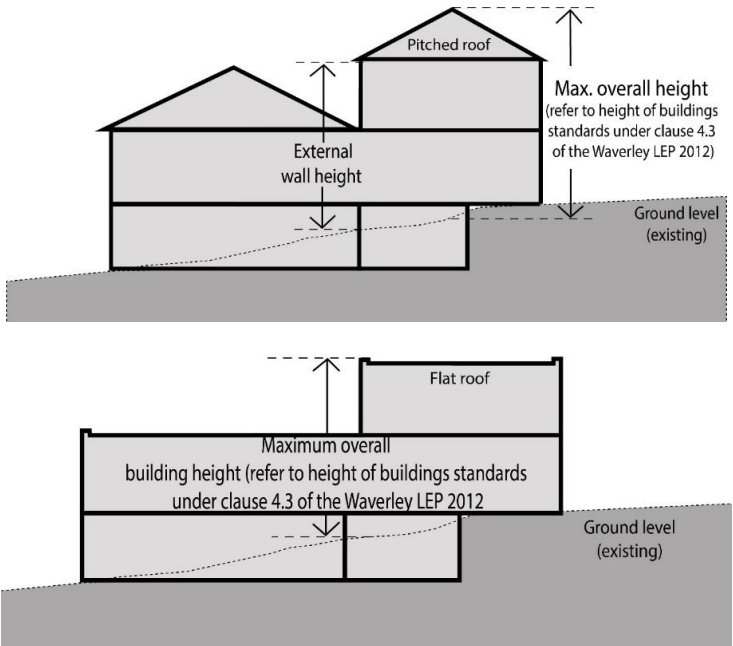 Pitched roof
Max. overall height
(refer to height of buildings
standards under clause 4.3
of the Waverley LEP 2012)
External
wall height
Ground level
(existing)
Flat roof
Maximum overall
building height (refer to height of buildings standards
under clause 4.3 of the Waverley LEP 2012
Ground level
(existing)